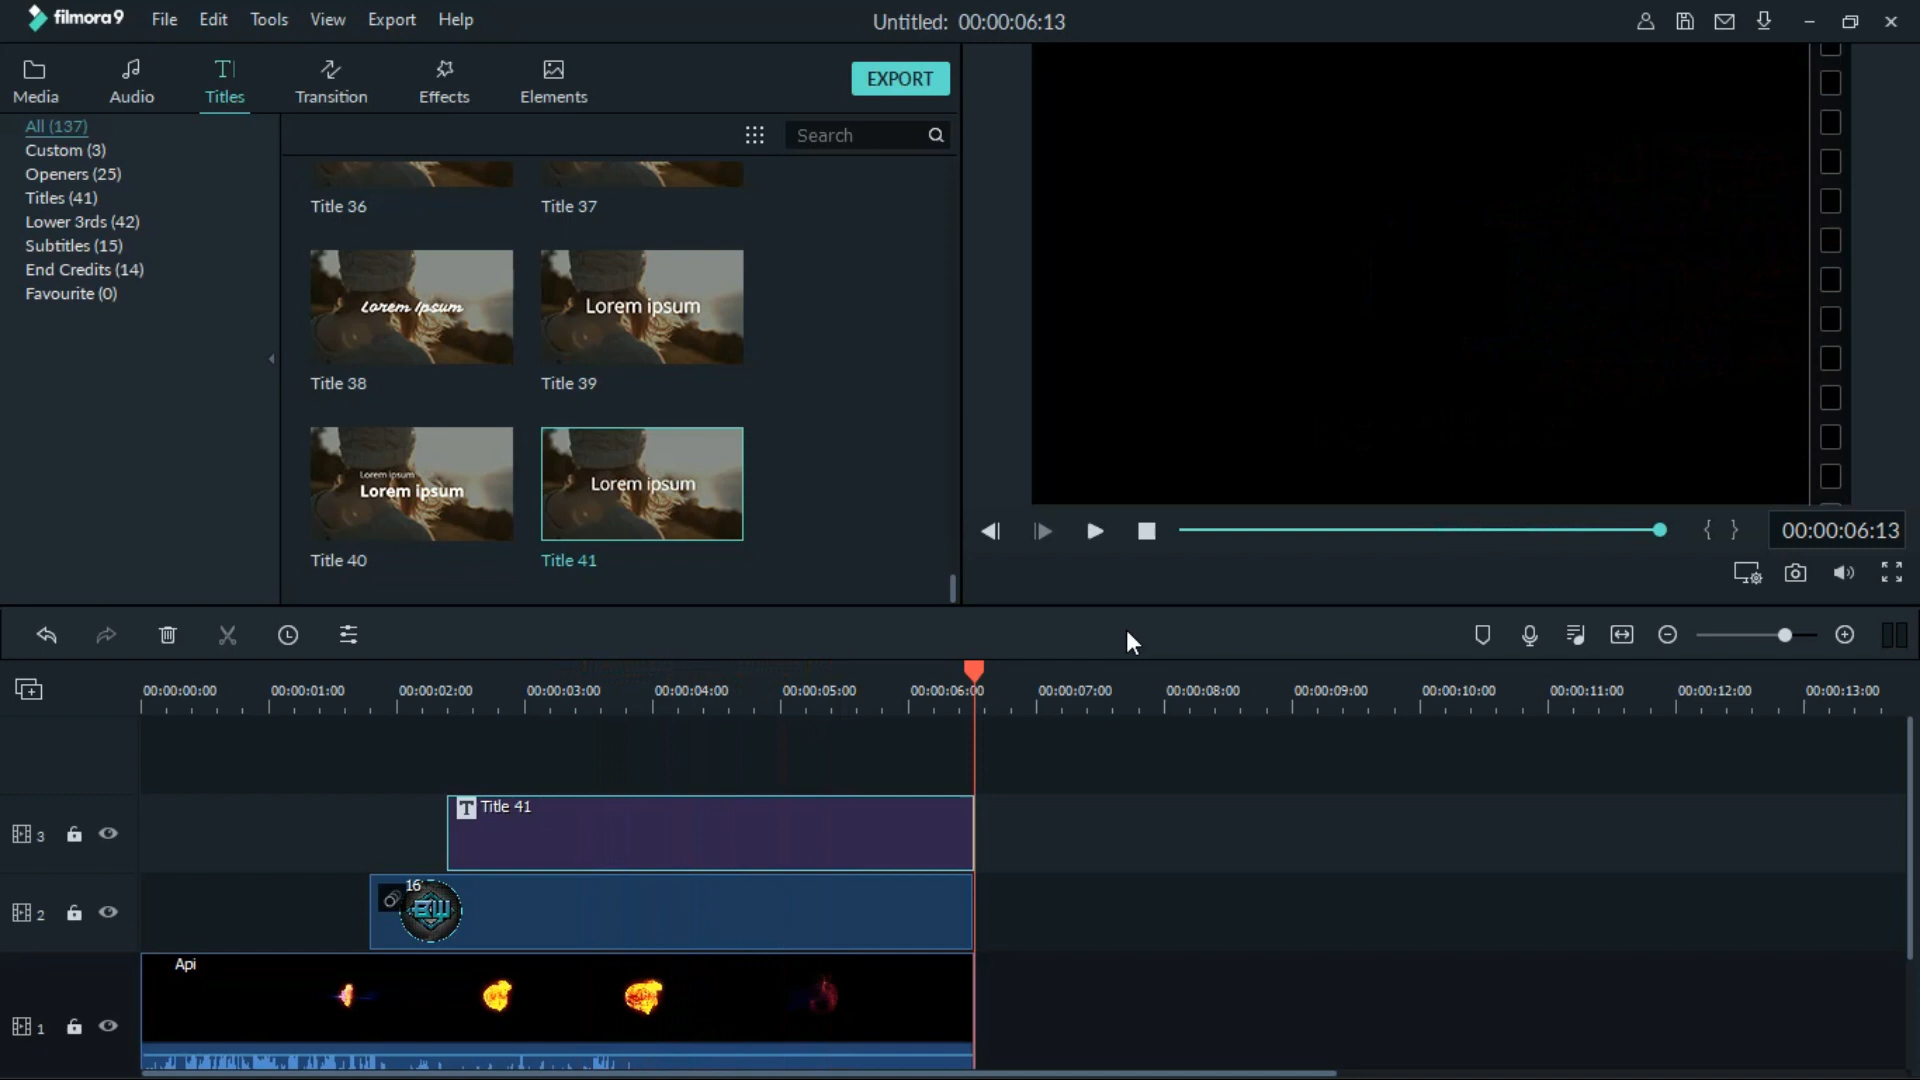 filmora9 File Edit Tools View Export Help Untitled: 00:00:06:13
Media Audio Titles Transition Effects Elements EXPORT
All (137)
Custom (3)
Openers (25)
Titles (41)
Lower 3rds (42)
Subtitles (15)
End Credits (14)
Favourite (0)
Search
Title 36 Title 37
Lorem Ipsum Lorem ipsum
Title 38 Title 39
Lorem ipsum
Lorem ipsum Lorem ipsum
Title 40 Title 41
{ } 00:00:06:13
00:00:00:00 00:00:01:00 00:00:02:00 00:00:03:00 00:00:04:00 00:00:05:00 00:00:06:00 00:00:07:00 00:00:08:00 00:00:09:00 00:00:10:00 00:00:11:00 00:00:12:00 00:00:13:00
3 T Title 41
2 16
BW
Api
1